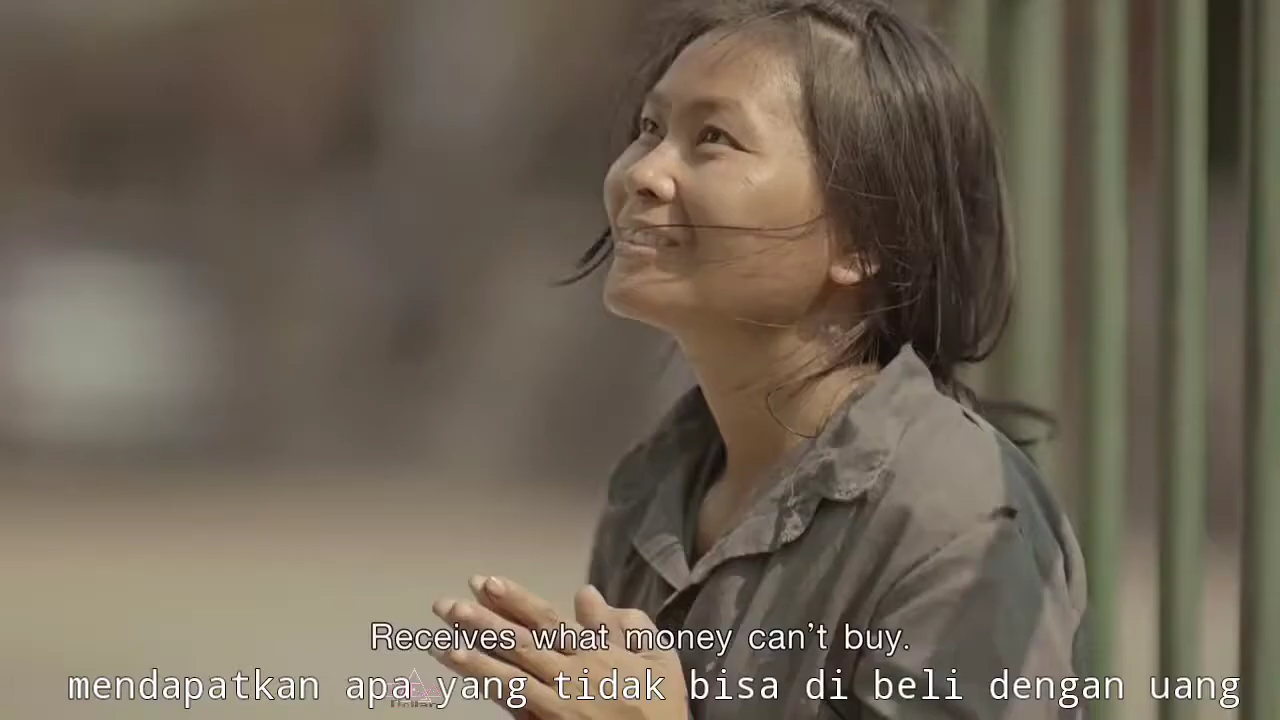 Receives what money can't buy.
mendapatkan apa yang tidak bisa di beli dengan uang